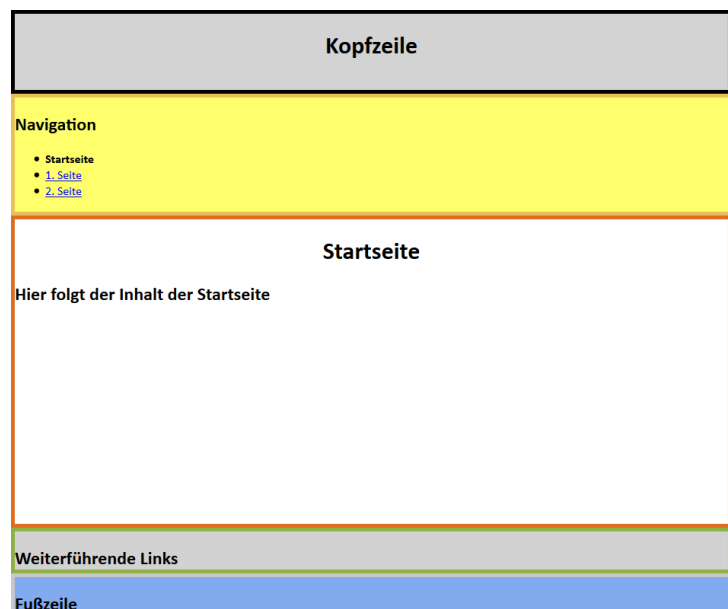 Kopfzeile
Navigation
Startseite
1. Seite
2. Seite
Startseite
Hier folgt der Inhalt der Startseite
Weiterführende Links
Fußzeile